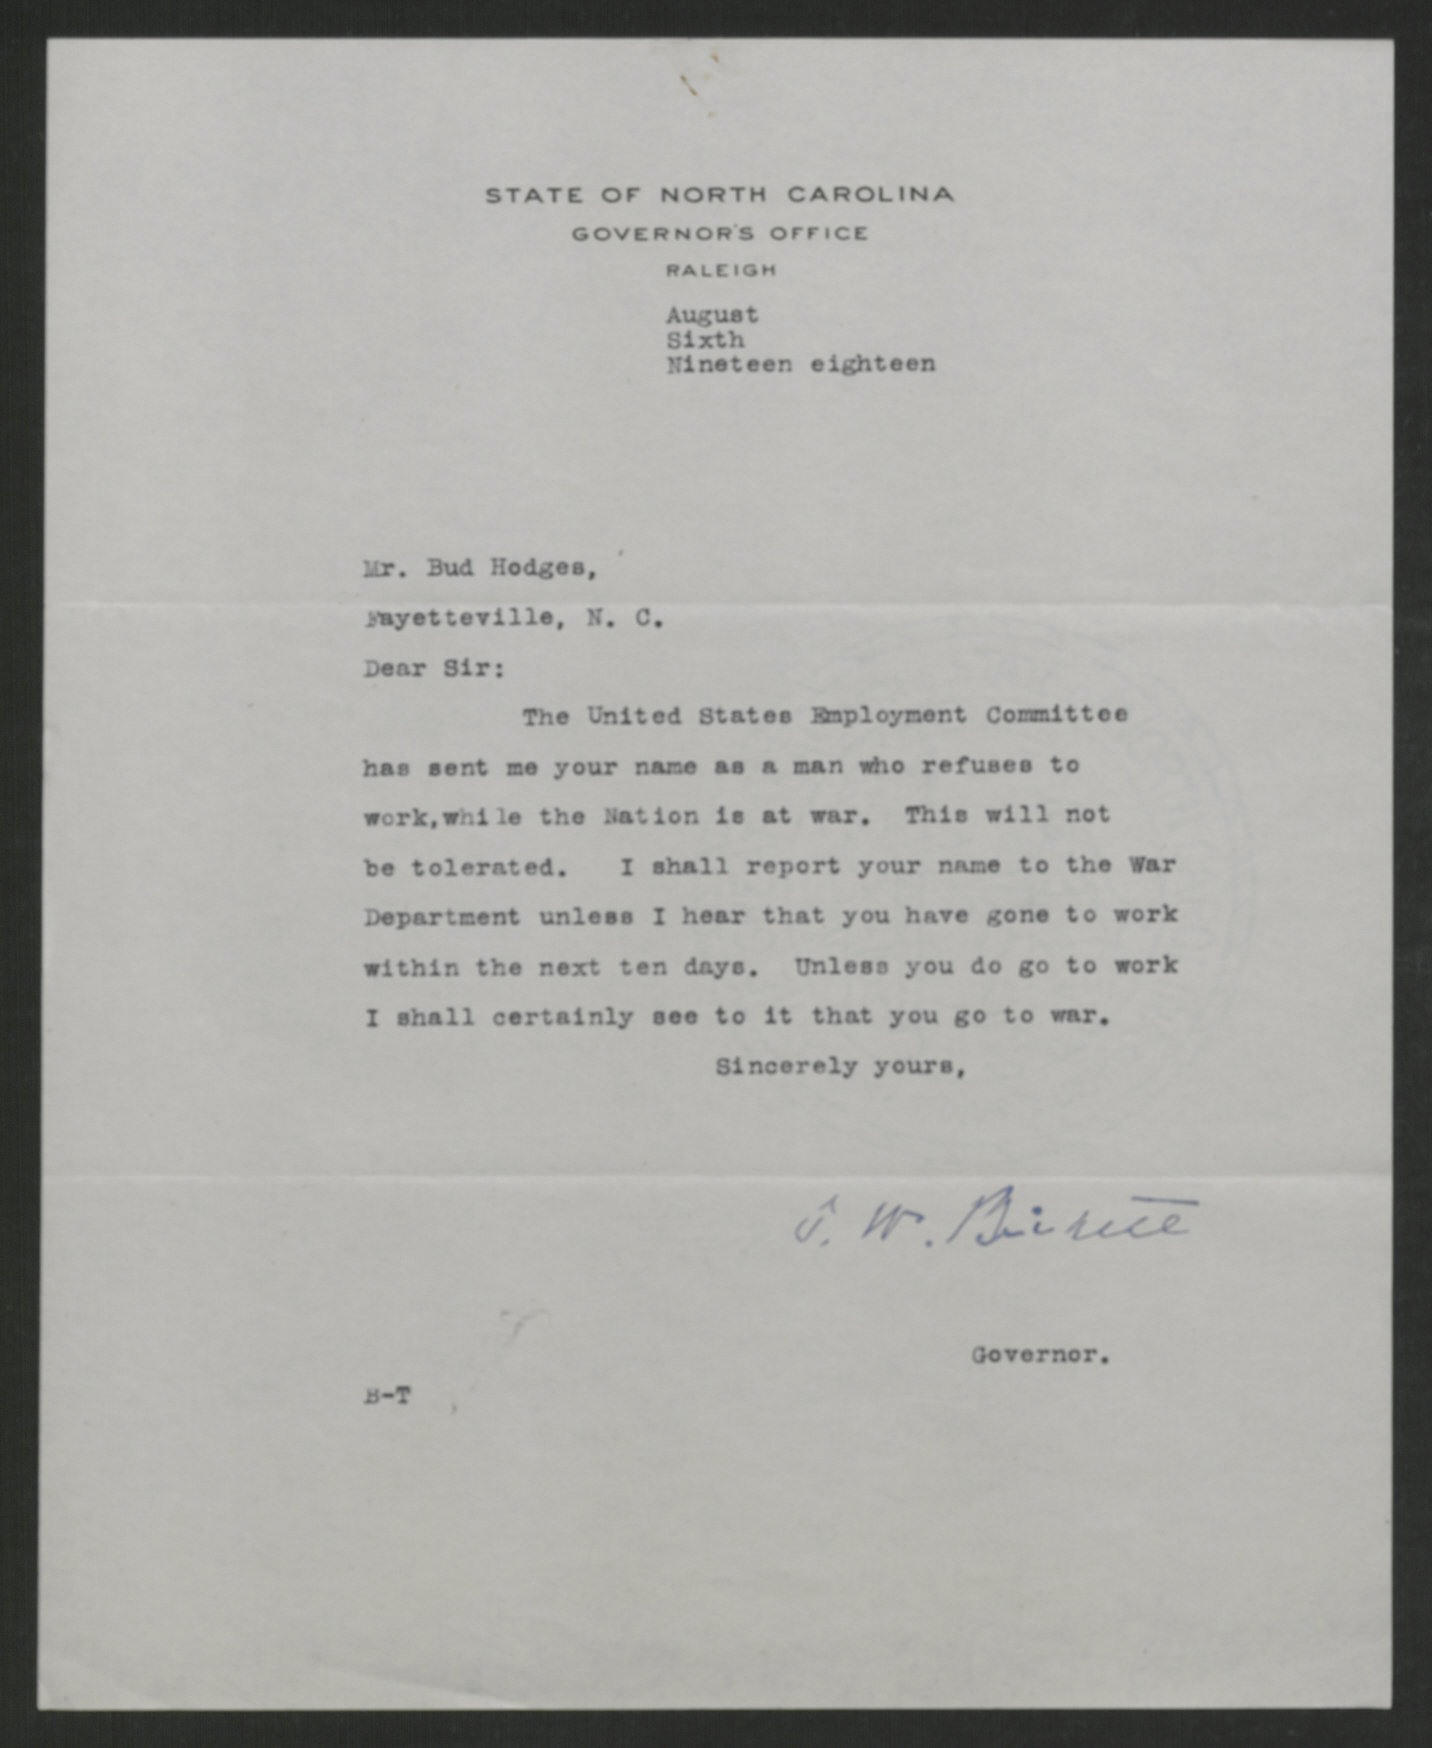 STATE OF NORTH CAROLINA
GOVERNOR'S OFFICE
RALEIGH
August
Sixth
Nineteen eighteen
Mr. Bud Hodges,
Fayetteville, N. C.
Dear Sir:
The United States Employment Committee
has sent me your name as a man who refuses to
work,while the Nation is at war. This will not
be tolerated. I shall report your name to the War
Department unless I hear that you have gone to work
within the next ten days. Unless you do go to work
I shall certainly see to it that you go to war.
Sincerely yours,
T. W. Bickett
Governor.
B-T